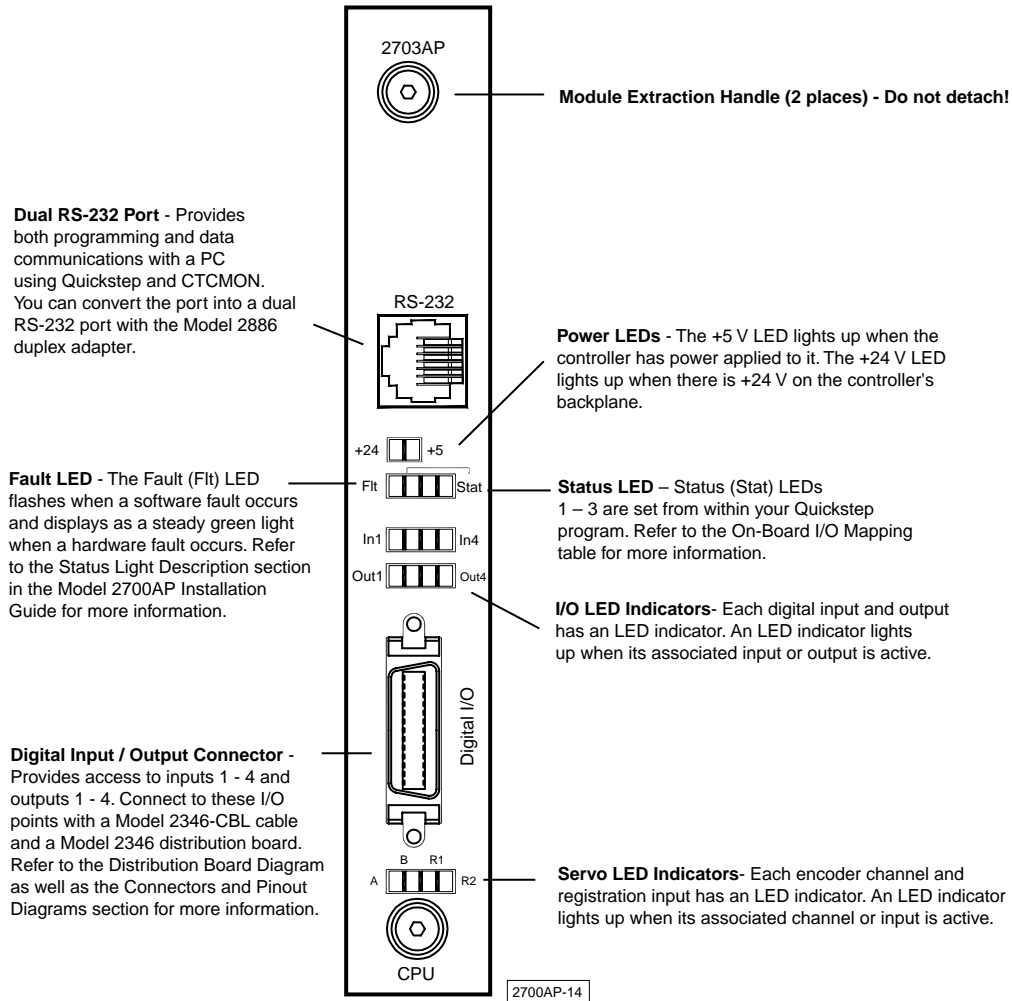 2703AP
Module Extraction Handle (2 places) - Do not detach!
Dual RS-232 Port - Provides
both programming and data
communications with a PC
using Quickstep and CTCMON.
You can convert the port into a dual
RS-232 port with the Model 2886
duplex adapter.
RS-232
Power LEDs - The +5 V LED lights up when the
controller has power applied to it. The +24 V LED
lights up when there is +24 V on the controller's
backplane.
+24 +5
Fault LED - The Fault (Flt) LED
flashes when a software fault occurs
and displays as a steady green light
when a hardware fault occurs. Refer
to the Status Light Description section
in the Model 2700AP Installation
Guide for more information.
Flt Stat
Status LED – Status (Stat) LEDs
1 – 3 are set from within your Quickstep
program. Refer to the On-Board I/O Mapping
table for more information.
In1 In4
Out1 Out4
I/O LED Indicators- Each digital input and output
has an LED indicator. An LED indicator lights
up when its associated input or output is active.
Digital I/O
Digital Input / Output Connector -
Provides access to inputs 1 - 4 and
outputs 1 - 4. Connect to these I/O
points with a Model 2346-CBL cable
and a Model 2346 distribution board.
Refer to the Distribution Board Diagram
as well as the Connectors and Pinout
Diagrams section for more information.
B R1
A R2
Servo LED Indicators- Each encoder channel and
registration input has an LED indicator. An LED indicator
lights up when its associated channel or input is active.
CPU
2700AP-14